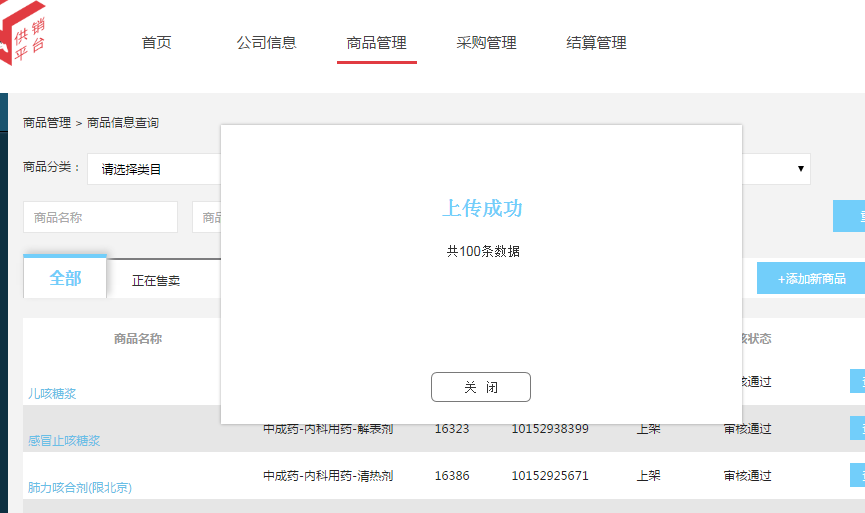 供销
平台
首页 公司信息 商品管理 采购管理 结算管理
商品管理 > 商品信息查询
商品分类： 请选择类目
商品名称 商品
上传成功
共100条数据
全部 正在售卖 +添加新商品
商品名称 核状态
儿咳糖浆 核通过
关 闭
感冒止咳糖浆 中成药-内科用药-解表剂 16323 10152938399 上架 审核通过
肺力咳合剂(限北京) 中成药-内科用药-清热剂 16386 10152925671 上架 审核通过